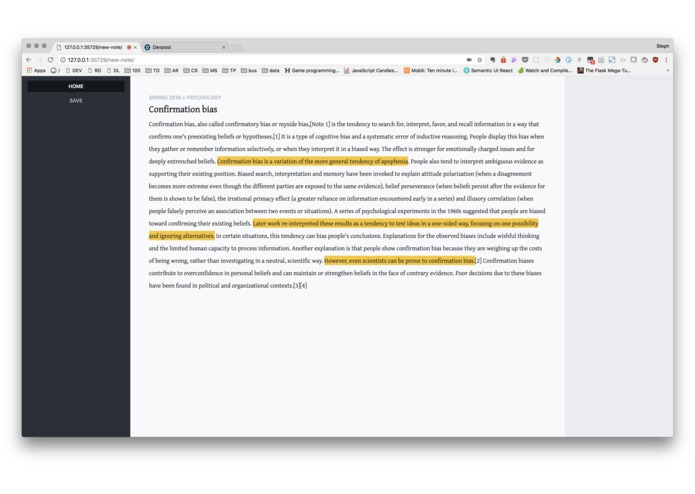 127.0.0.1:35729/new-note/
Devpost
Steph
127.0.0.1:35729/new-note/
Apps / DEV RD DL 100 TD AR CS MS TP bus data Game programming... JavaScript Candles... MobX: Ten minute i... Semantic UI React Watch and Compile... The Flask Mega-Tu... »
HOME
SAVE
SPRING 2016 > PSYCHOLOGY
Confirmation bias
Confirmation bias, also called confirmatory bias or myside bias,[Note 1] is the tendency to search for, interpret, favor, and recall information in a way that
confirms one's preexisting beliefs or hypotheses.[1] It is a type of cognitive bias and a systematic error of inductive reasoning. People display this bias when
they gather or remember information selectively, or when they interpret it in a biased way. The effect is stronger for emotionally charged issues and for
deeply entrenched beliefs. Confirmation bias is a variation of the more general tendency of apophenia. People also tend to interpret ambiguous evidence as
supporting their existing position. Biased search, interpretation and memory have been invoked to explain attitude polarization (when a disagreement
becomes more extreme even though the different parties are exposed to the same evidence), belief perseverance (when beliefs persist after the evidence for
them is shown to be false), the irrational primacy effect (a greater reliance on information encountered early in a series) and illusory correlation (when
people falsely perceive an association between two events or situations). A series of psychological experiments in the 1960s suggested that people are biased
toward confirming their existing beliefs. Later work re-interpreted these results as a tendency to test ideas in a one-sided way, focusing on one possibility
and ignoring alternatives. In certain situations, this tendency can bias people's conclusions. Explanations for the observed biases include wishful thinking
and the limited human capacity to process information. Another explanation is that people show confirmation bias because they are weighing up the costs
of being wrong, rather than investigating in a neutral, scientific way. However, even scientists can be prone to confirmation bias.[2] Confirmation biases
contribute to overconfidence in personal beliefs and can maintain or strengthen beliefs in the face of contrary evidence. Poor decisions due to these biases
have been found in political and organizational contexts.[3][4]